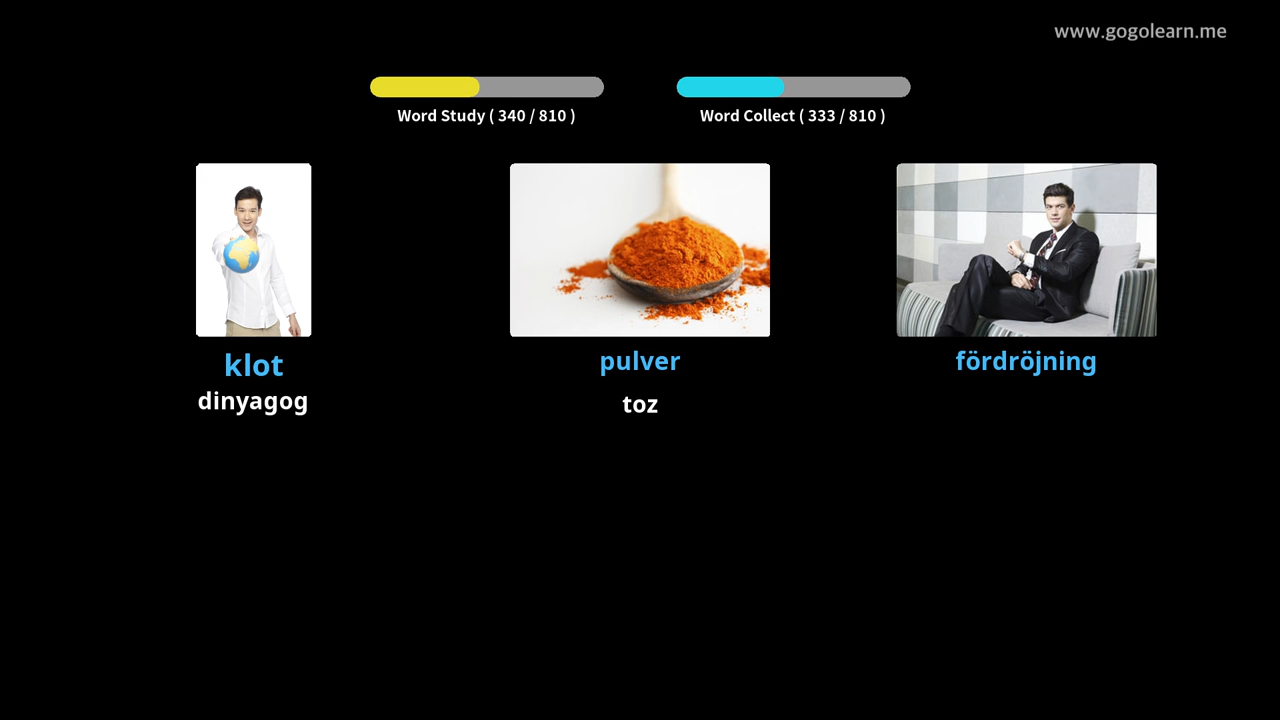 www.gogolearn.me
Word Study ( 340 / 810 )
Word Collect ( 333 / 810 )
klot
dinyagog
pulver
toz
fördröjning